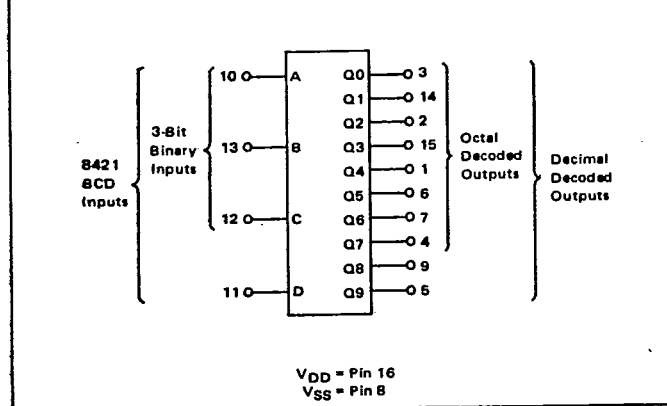 8421
BCD
Inputs
3-Bit
Binary
Inputs
10 A Q0 3
Q1 14
Q2 2
13 B Q3 15
Q4 1
Q5 6
12 C Q6 7
Q7 4
Q8 9
11 D Q9 5
Octal
Decoded
Outputs
Decimal
Decoded
Outputs
VDD = Pin 16
VSS = Pin 8